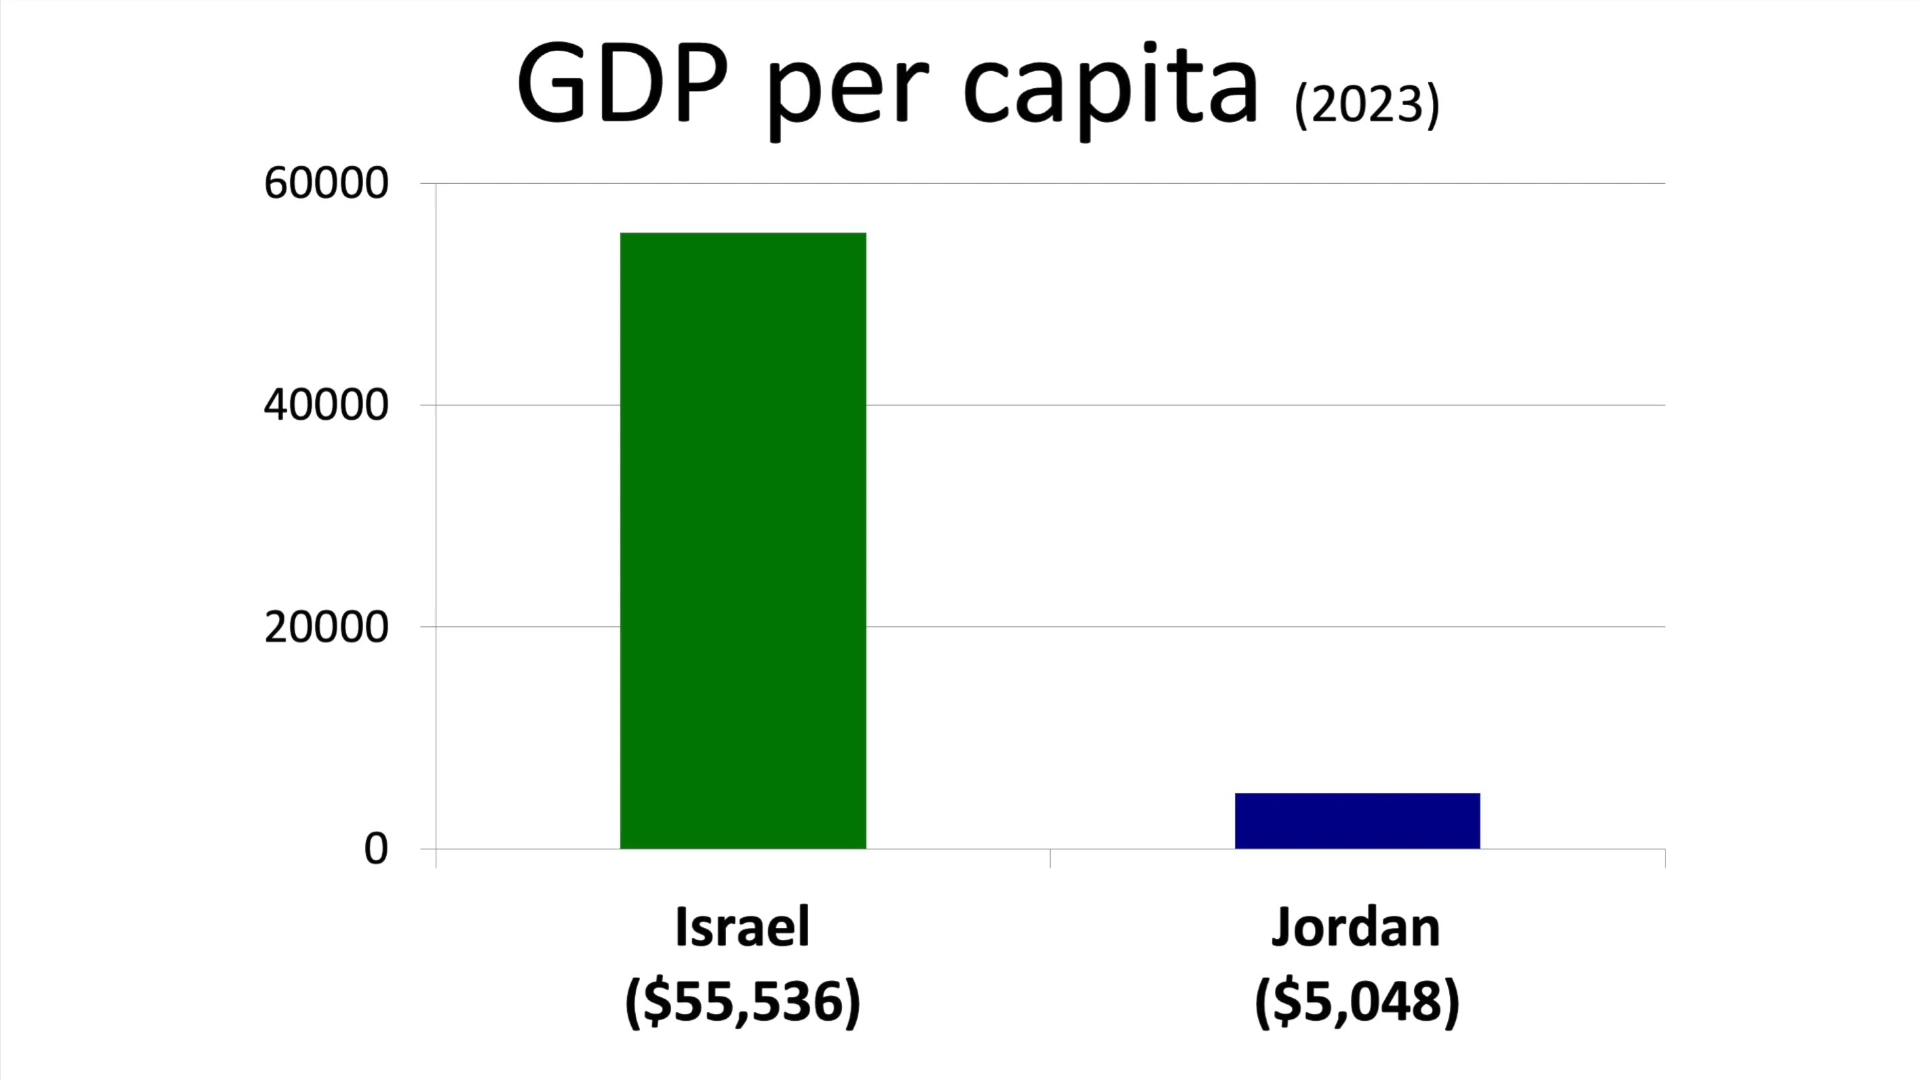 GDP per capita (2023)
60000
40000
20000
0
Israel
($55,536)
Jordan
($5,048)